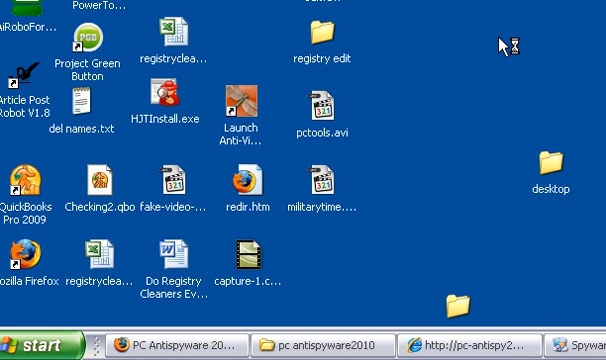 PowerTo...
AiRoboFor...
Project Green
Button
registryclea...
registry edit
Article Post
Robot V1.8
del names.txt
HJTInstall.exe
Launch
Anti-Vi...
pctools.avi
desktop
QuickBooks
Pro 2009
Checking2.qbo
fake-video-...
redir.htm
militarytime....
ozilla Firefox
registryclea...
Do Registry
Cleaners Ev...
capture-1.c...
start
PC Antispyware 20...
pc antispyware2010
http://pc-antispy2...
Spywar